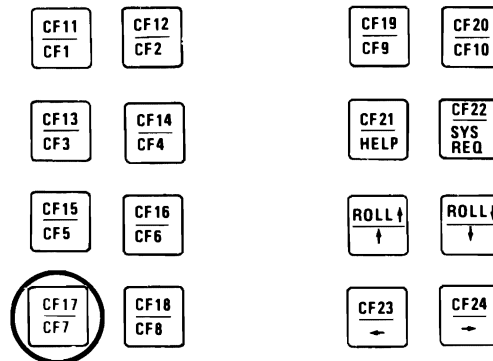 CF11 CF12 CF19 CF20
CF1 CF2 CF9 CF10
CF13 CF14 CF21 CF22
CF3 CF4 HELP SYS
REQ
CF15 CF16 ROLL↑ ROLL↓
CF5 CF6 ↑ ↓
CF17 CF18 CF23 CF24
CF7 CF8 ← →